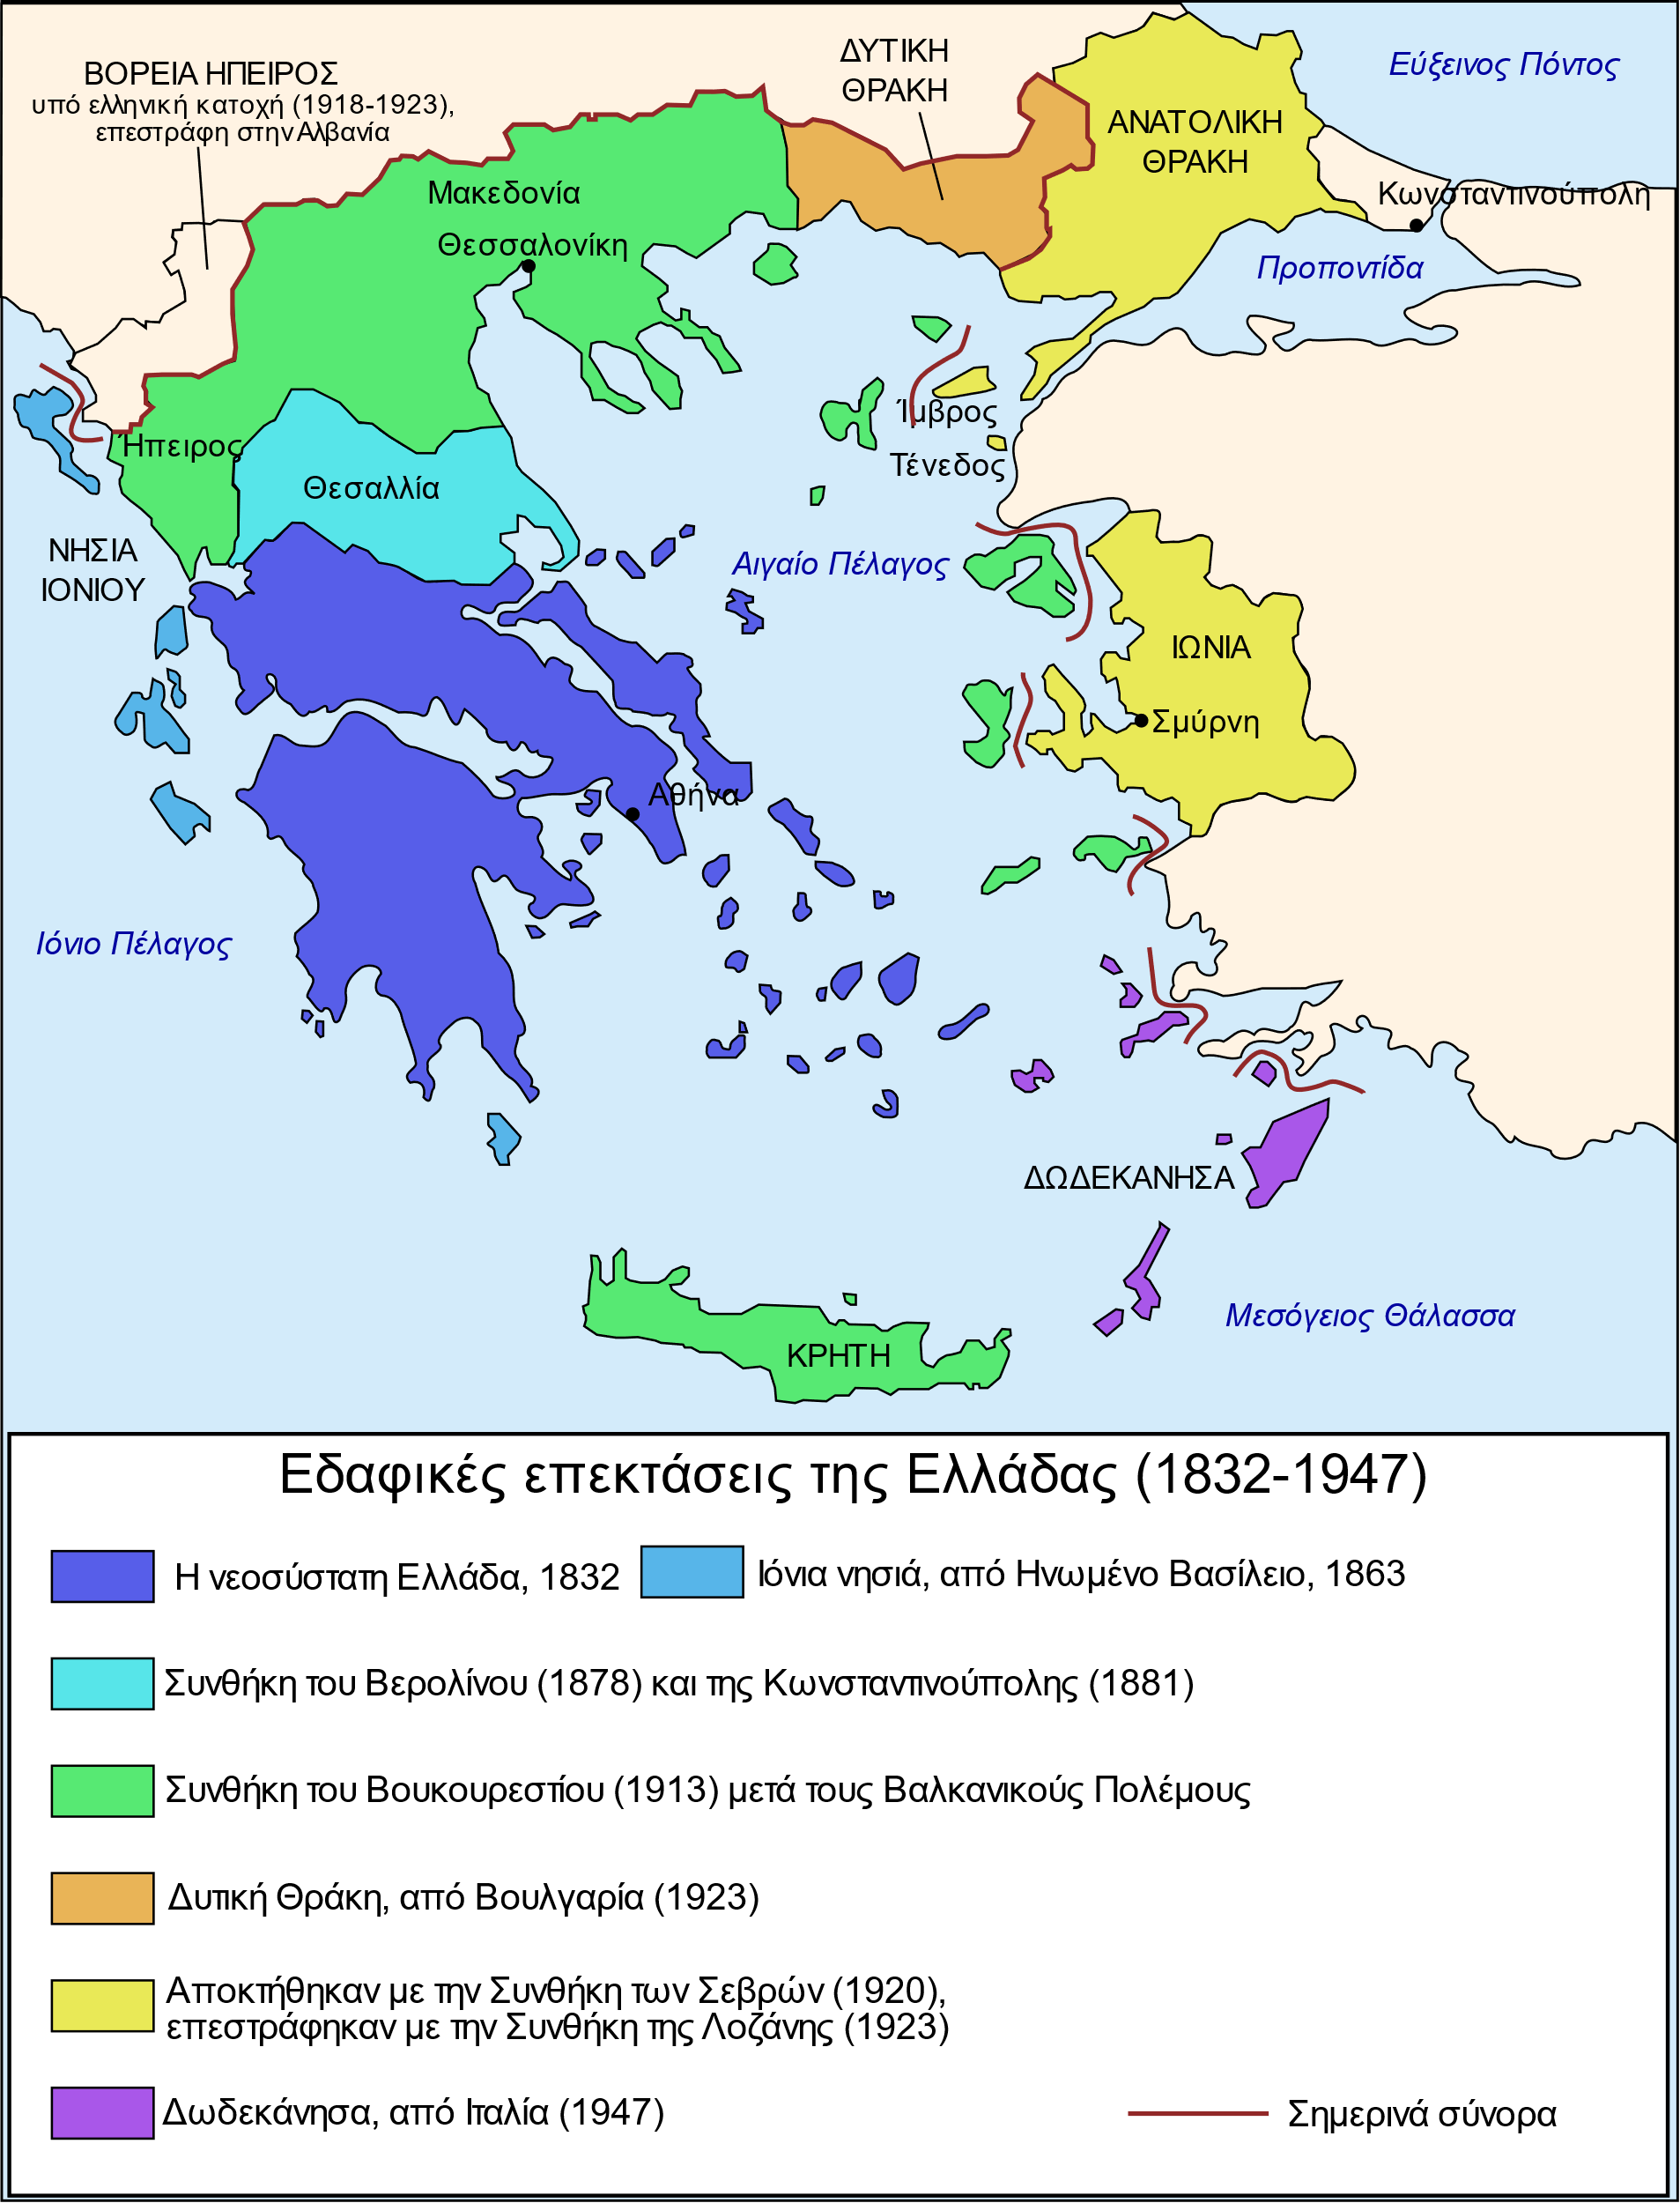 ΒΟΡΕΙΑ ΗΠΕΙΡΟΣ
υπό ελληνική κατοχή (1918-1923),
επεστράφη στην Αλβανία
ΔΥΤΙΚΗ
ΘΡΑΚΗ
Εύξεινος Πόντος
ΑΝΑΤΟΛΙΚΗ
ΘΡΑΚΗ
Μακεδονία
Κωνσταντινούπολη
Θεσσαλονίκη
Προποντίδα
Ίμβρος
Ήπειρος
Τένεδος
Θεσαλλία
ΝΗΣΙΑ
ΙΟΝΙΟΥ
Αιγαίο Πέλαγος
ΙΩΝΙΑ
Σμύρνη
Αθήνα
Ιόνιο Πέλαγος
ΔΩΔΕΚΑΝΗΣΑ
Μεσόγειος Θάλασσα
ΚΡΗΤΗ
Εδαφικές επεκτάσεις της Ελλάδας (1832-1947)
Η νεοσύστατη Ελλάδα, 1832
Ιόνια νησιά, από Ηνωμένο Βασίλειο, 1863
Συνθήκη του Βερολίνου (1878) και της Κωνσταντινούπολης (1881)
Συνθήκη του Βουκουρεστίου (1913) μετά τους Βαλκανικούς Πολέμους
Δυτική Θράκη, από Βουλγαρία (1923)
Αποκτήθηκαν με την Συνθήκη των Σεβρών (1920),
επεστράφηκαν με την Συνθήκη της Λοζάνης (1923)
Δωδεκάνησα, από Ιταλία (1947)
Σημερινά σύνορα